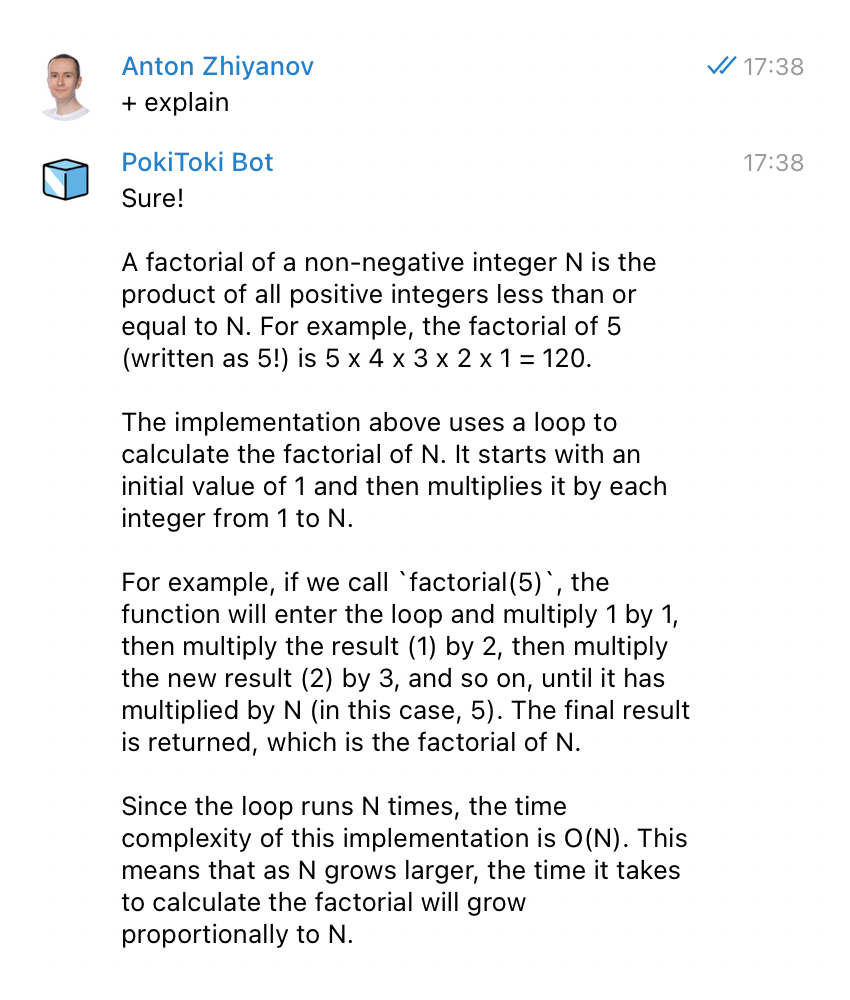 Anton Zhiyanov 17:38
+ explain
PokiToki Bot 17:38
Sure!
A factorial of a non-negative integer N is the
product of all positive integers less than or
equal to N. For example, the factorial of 5
(written as 5!) is 5 x 4 x 3 x 2 x 1 = 120.
The implementation above uses a loop to
calculate the factorial of N. It starts with an
initial value of 1 and then multiplies it by each
integer from 1 to N.
For example, if we call `factorial(5)`, the
function will enter the loop and multiply 1 by 1,
then multiply the result (1) by 2, then multiply
the new result (2) by 3, and so on, until it has
multiplied by N (in this case, 5). The final result
is returned, which is the factorial of N.
Since the loop runs N times, the time
complexity of this implementation is O(N). This
means that as N grows larger, the time it takes
to calculate the factorial will grow
proportionally to N.